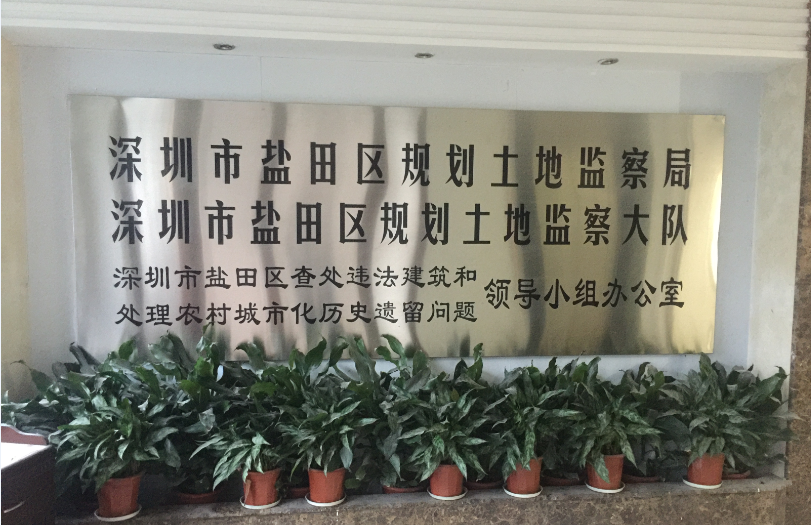 深圳市盐田区规划土地监察局
深圳市盐田区规划土地监察大队
深圳市盐田区查处违法建筑和
处理农村城市化历史遗留问题
领导小组办公室